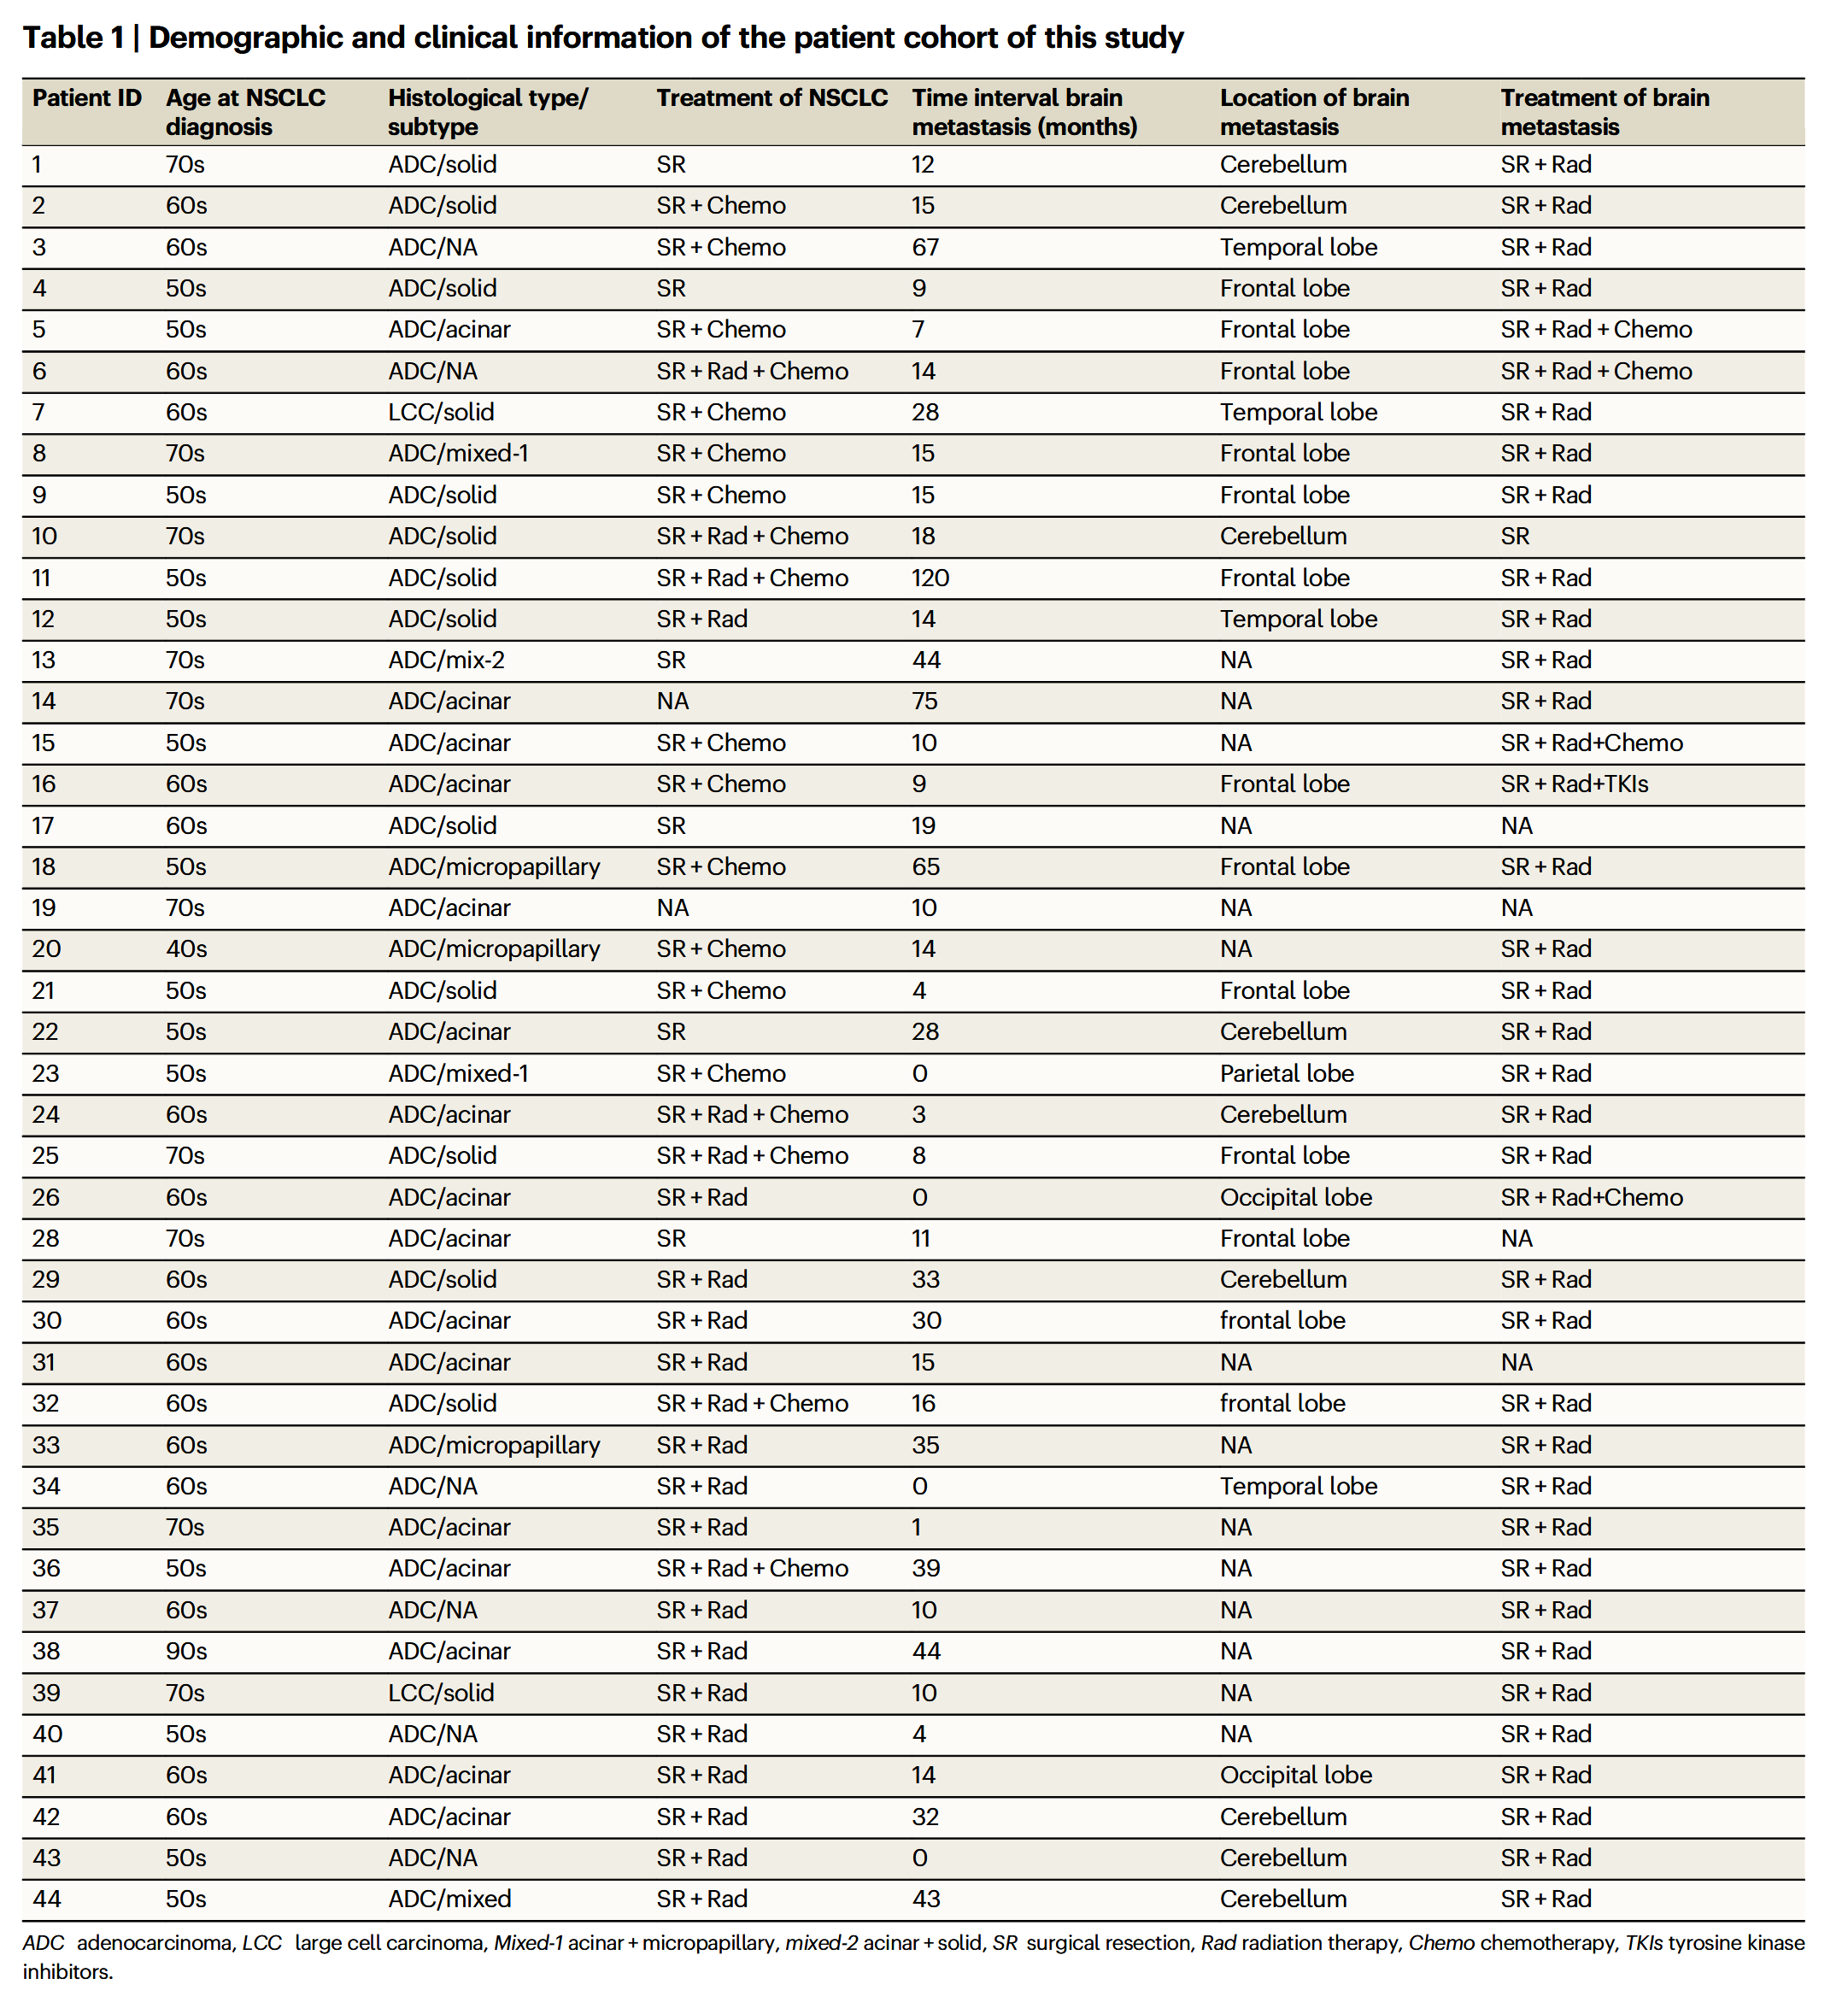 Table 1 | Demographic and clinical information of the patient cohort of this study
Patient ID Age at NSCLC diagnosis Histological type/ subtype Treatment of NSCLC Time interval brain metastasis (months) Location of brain metastasis Treatment of brain metastasis
1 70s ADC/solid SR 12 Cerebellum SR + Rad
2 60s ADC/solid SR + Chemo 15 Cerebellum SR + Rad
3 60s ADC/NA SR + Chemo 67 Temporal lobe SR + Rad
4 50s ADC/solid SR 9 Frontal lobe SR + Rad
5 50s ADC/acinar SR + Chemo 7 Frontal lobe SR + Rad + Chemo
6 60s ADC/NA SR + Rad + Chemo 14 Frontal lobe SR + Rad + Chemo
7 60s LCC/solid SR + Chemo 28 Temporal lobe SR + Rad
8 70s ADC/mixed-1 SR + Chemo 15 Frontal lobe SR + Rad
9 50s ADC/solid SR + Chemo 15 Frontal lobe SR + Rad
10 70s ADC/solid SR + Rad + Chemo 18 Cerebellum SR
11 50s ADC/solid SR + Rad + Chemo 120 Frontal lobe SR + Rad
12 50s ADC/solid SR + Rad 14 Temporal lobe SR + Rad
13 70s ADC/mix-2 SR 44 NA SR + Rad
14 70s ADC/acinar NA 75 NA SR + Rad
15 50s ADC/acinar SR + Chemo 10 NA SR + Rad+Chemo
16 60s ADC/acinar SR + Chemo 9 Frontal lobe SR + Rad+TKIs
17 60s ADC/solid SR 19 NA NA
18 50s ADC/micropapillary SR + Chemo 65 Frontal lobe SR + Rad
19 70s ADC/acinar NA 10 NA NA
20 40s ADC/micropapillary SR + Chemo 14 NA SR + Rad
21 50s ADC/solid SR + Chemo 4 Frontal lobe SR + Rad
22 50s ADC/acinar SR 28 Cerebellum SR + Rad
23 50s ADC/mixed-1 SR + Chemo 0 Parietal lobe SR + Rad
24 60s ADC/acinar SR + Rad + Chemo 3 Cerebellum SR + Rad
25 70s ADC/solid SR + Rad + Chemo 8 Frontal lobe SR + Rad
26 60s ADC/acinar SR + Rad 0 Occipital lobe SR + Rad+Chemo
28 70s ADC/acinar SR 11 Frontal lobe NA
29 60s ADC/solid SR + Rad 33 Cerebellum SR + Rad
30 60s ADC/acinar SR + Rad 30 frontal lobe SR + Rad
31 60s ADC/acinar SR + Rad 15 NA NA
32 60s ADC/solid SR + Rad + Chemo 16 frontal lobe SR + Rad
33 60s ADC/micropapillary SR + Rad 35 NA SR + Rad
34 60s ADC/NA SR + Rad 0 Temporal lobe SR + Rad
35 70s ADC/acinar SR + Rad 1 NA SR + Rad
36 50s ADC/acinar SR + Rad + Chemo 39 NA SR + Rad
37 60s ADC/NA SR + Rad 10 NA SR + Rad
38 90s ADC/acinar SR + Rad 44 NA SR + Rad
39 70s LCC/solid SR + Rad 10 NA SR + Rad
40 50s ADC/NA SR + Rad 4 NA SR + Rad
41 60s ADC/acinar SR + Rad 14 Occipital lobe SR + Rad
42 60s ADC/acinar SR + Rad 32 Cerebellum SR + Rad
43 50s ADC/NA SR + Rad 0 Cerebellum SR + Rad
44 50s ADC/mixed SR + Rad 43 Cerebellum SR + Rad
ADC adenocarcinoma, LCC large cell carcinoma, Mixed-1 acinar + micropapillary, mixed-2 acinar + solid, SR surgical resection, Rad radiation therapy, Chemo chemotherapy, TKIs tyrosine kinase
inhibitors.